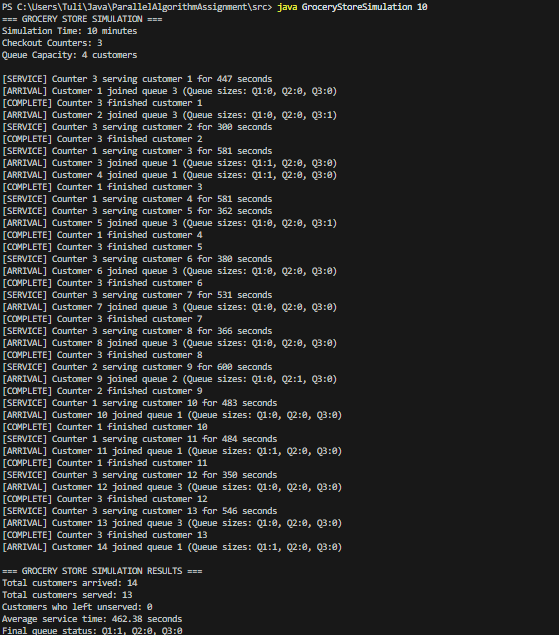 PS C:\Users\Tuli\Java\ParallelAlgorithmAssignment\src> java GroceryStoreSimulation 10
=== GROCERY STORE SIMULATION ===
Simulation Time: 10 minutes
Checkout Counters: 3
Queue Capacity: 4 customers
[SERVICE] Counter 3 serving customer 1 for 447 seconds
[ARRIVAL] Customer 1 joined queue 3 (Queue sizes: Q1:0, Q2:0, Q3:0)
[COMPLETE] Counter 3 finished customer 1
[ARRIVAL] Customer 2 joined queue 3 (Queue sizes: Q1:0, Q2:0, Q3:1)
[SERVICE] Counter 3 serving customer 2 for 300 seconds
[COMPLETE] Counter 3 finished customer 2
[SERVICE] Counter 1 serving customer 3 for 581 seconds
[ARRIVAL] Customer 3 joined queue 1 (Queue sizes: Q1:1, Q2:0, Q3:0)
[ARRIVAL] Customer 4 joined queue 1 (Queue sizes: Q1:1, Q2:0, Q3:0)
[COMPLETE] Counter 1 finished customer 3
[SERVICE] Counter 1 serving customer 4 for 581 seconds
[SERVICE] Counter 3 serving customer 5 for 362 seconds
[ARRIVAL] Customer 5 joined queue 3 (Queue sizes: Q1:0, Q2:0, Q3:1)
[COMPLETE] Counter 1 finished customer 4
[COMPLETE] Counter 3 finished customer 5
[SERVICE] Counter 3 serving customer 6 for 380 seconds
[ARRIVAL] Customer 6 joined queue 3 (Queue sizes: Q1:0, Q2:0, Q3:0)
[COMPLETE] Counter 3 finished customer 6
[SERVICE] Counter 3 serving customer 7 for 531 seconds
[ARRIVAL] Customer 7 joined queue 3 (Queue sizes: Q1:0, Q2:0, Q3:0)
[COMPLETE] Counter 3 finished customer 7
[SERVICE] Counter 3 serving customer 8 for 366 seconds
[ARRIVAL] Customer 8 joined queue 3 (Queue sizes: Q1:0, Q2:0, Q3:0)
[COMPLETE] Counter 3 finished customer 8
[SERVICE] Counter 2 serving customer 9 for 600 seconds
[ARRIVAL] Customer 9 joined queue 2 (Queue sizes: Q1:0, Q2:1, Q3:0)
[COMPLETE] Counter 2 finished customer 9
[SERVICE] Counter 1 serving customer 10 for 483 seconds
[ARRIVAL] Customer 10 joined queue 1 (Queue sizes: Q1:0, Q2:0, Q3:0)
[COMPLETE] Counter 1 finished customer 10
[SERVICE] Counter 1 serving customer 11 for 484 seconds
[ARRIVAL] Customer 11 joined queue 1 (Queue sizes: Q1:1, Q2:0, Q3:0)
[COMPLETE] Counter 1 finished customer 11
[SERVICE] Counter 3 serving customer 12 for 350 seconds
[ARRIVAL] Customer 12 joined queue 3 (Queue sizes: Q1:0, Q2:0, Q3:0)
[COMPLETE] Counter 3 finished customer 12
[SERVICE] Counter 3 serving customer 13 for 546 seconds
[ARRIVAL] Customer 13 joined queue 3 (Queue sizes: Q1:0, Q2:0, Q3:0)
[COMPLETE] Counter 3 finished customer 13
[ARRIVAL] Customer 14 joined queue 1 (Queue sizes: Q1:1, Q2:0, Q3:0)
=== GROCERY STORE SIMULATION RESULTS ===
Total customers arrived: 14
Total customers served: 13
Customers who left unserved: 0
Average service time: 462.38 seconds
Final queue status: Q1:1, Q2:0, Q3:0